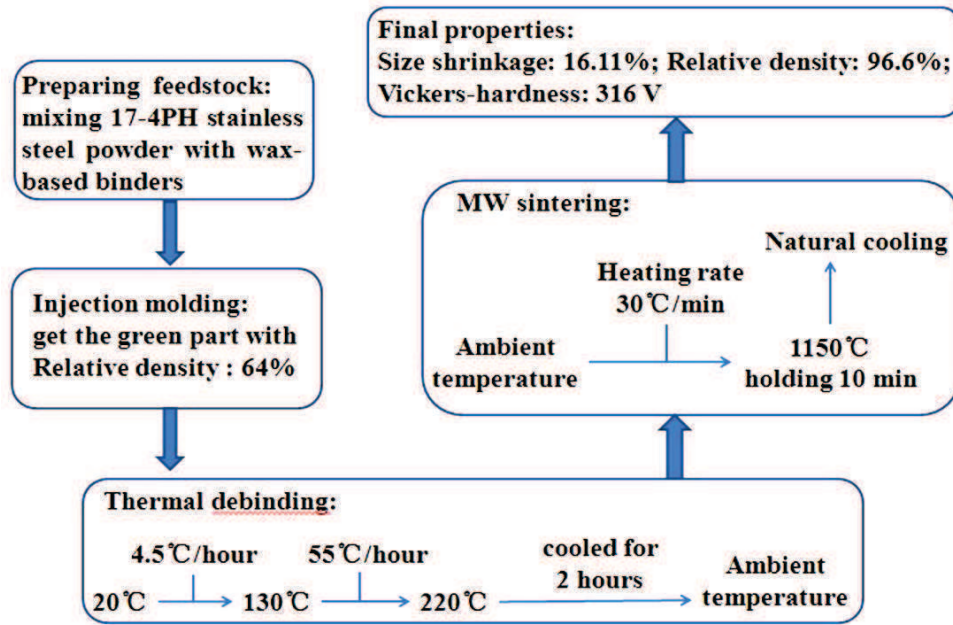 Preparing feedstock:
mixing 17-4PH stainless
steel powder with wax-
based binders
Injection molding:
get the green part with
Relative density : 64%
Thermal debinding:
4.5℃/hour
55℃/hour
cooled for
2 hours
20℃
130℃
220℃
Ambient
temperature
MW sintering:
Natural cooling
Heating rate
30℃/min
Ambient
temperature
1150℃
holding 10 min
Final properties:
Size shrinkage: 16.11%; Relative density: 96.6%;
Vickers-hardness: 316 V